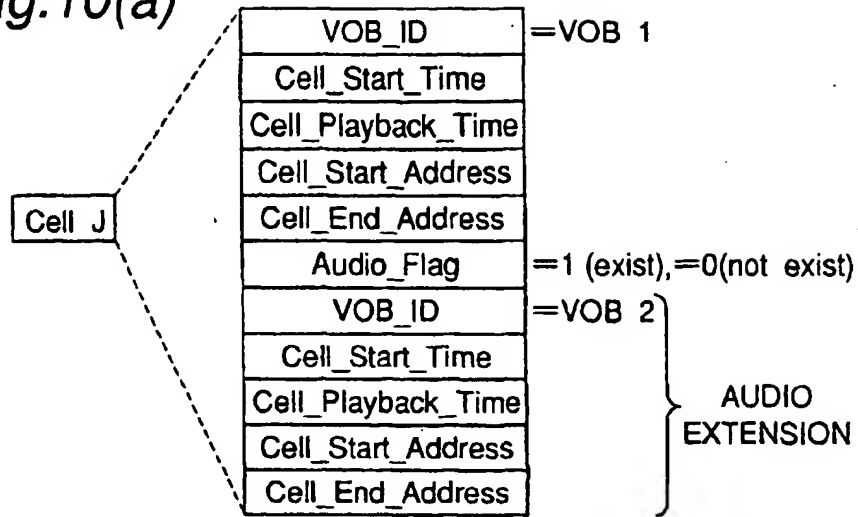 ig. 10(a)
VOB_ID =VOB 1
Cell_Start_Time
Cell_Playback_Time
Cell_Start_Address
Cell J
Cell_End_Address
Audio_Flag =1 (exist),=0(not exist)
VOB_ID =VOB 2
Cell_Start_Time
Cell_Playback_Time
AUDIO
EXTENSION
Cell_Start_Address
Cell_End_Address